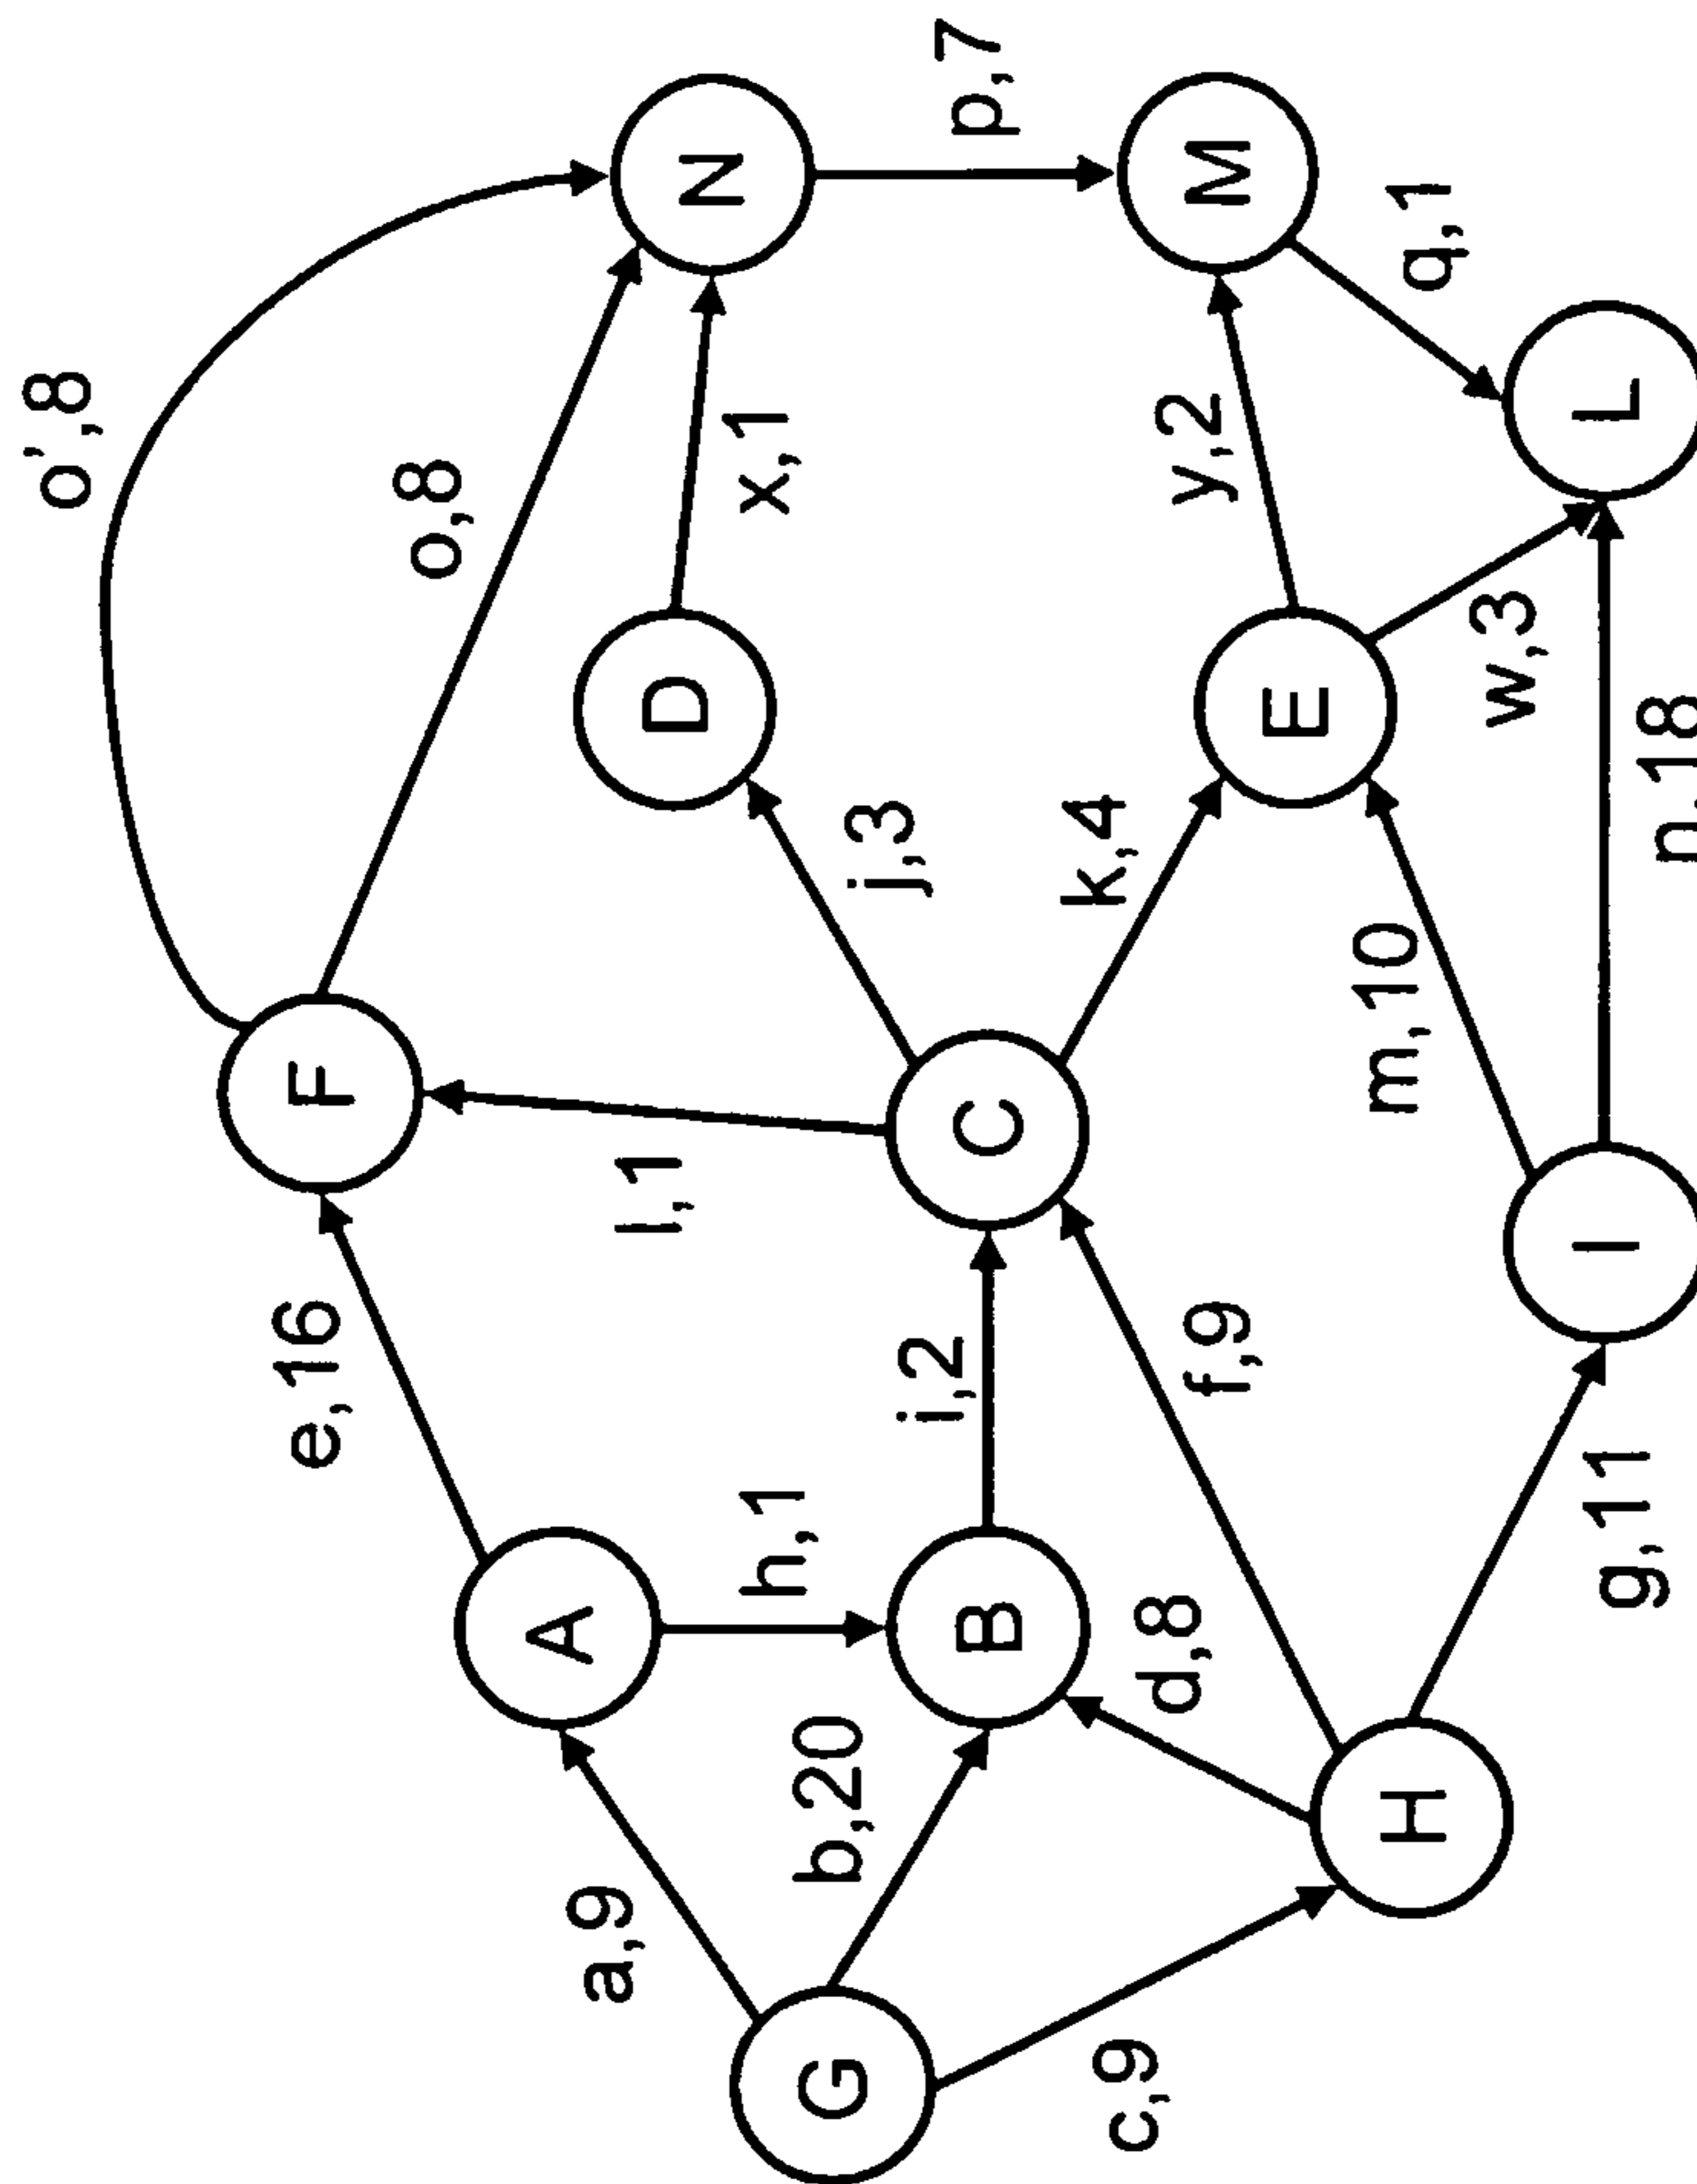 o',8
o,8
N
p,7
x,1
F
D
M
y,2
q,1
e,16
l,1
j,3
k,4
E
L
w,3
C
m,10
n,18
A
h,1
i,2
f,9
I
a,9
b,20
B
d,8
g,11
G
c,9
H